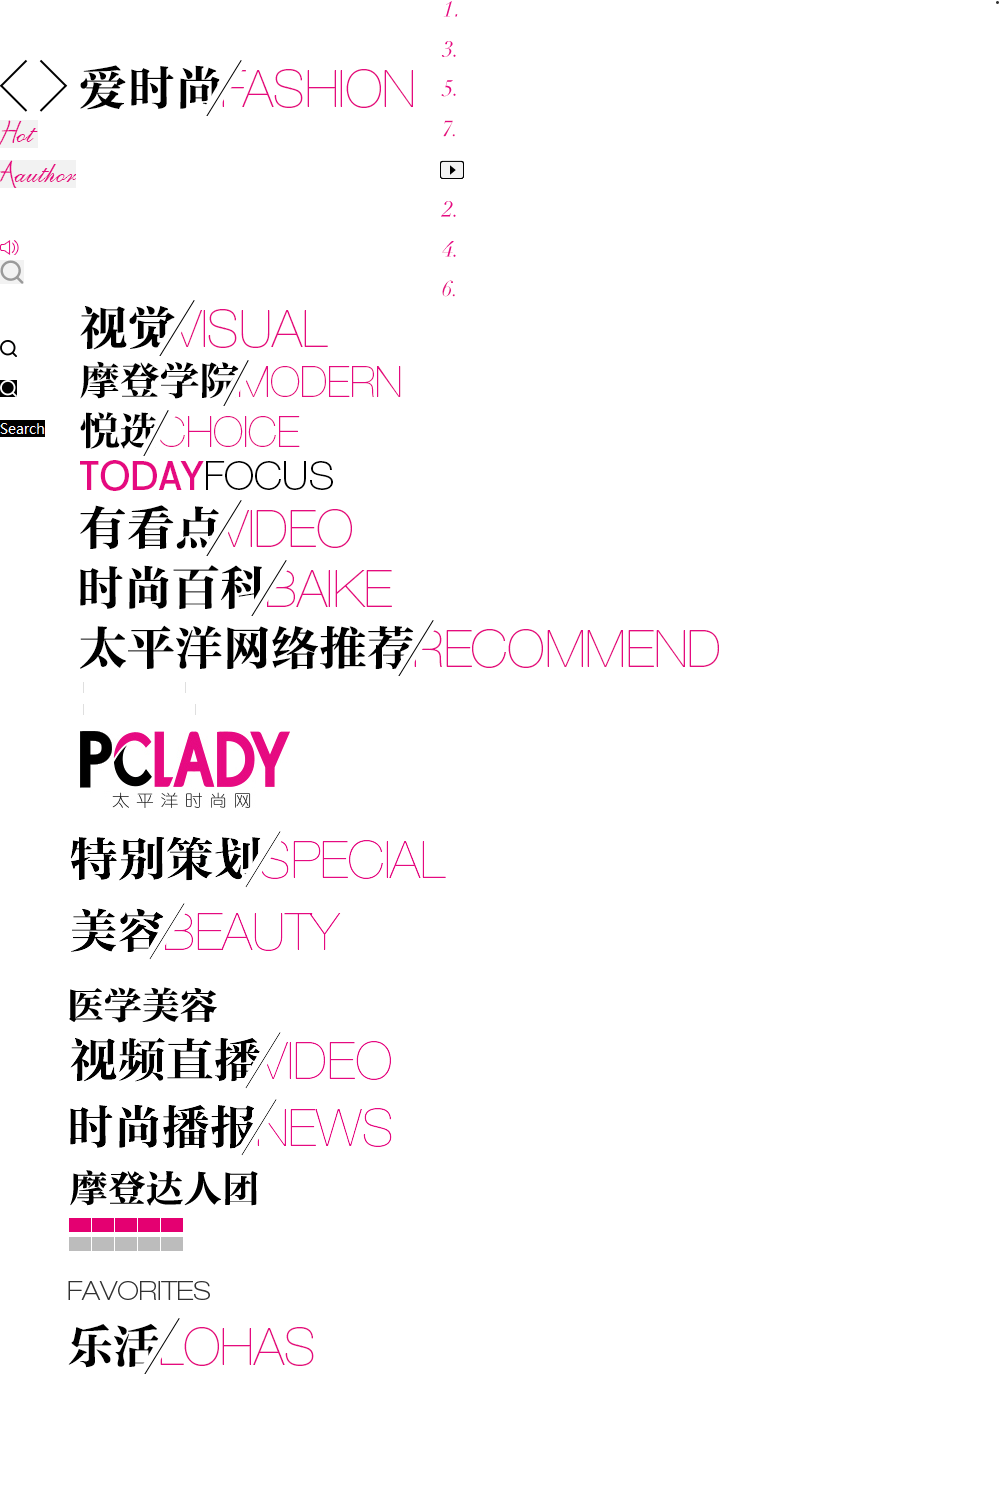 1.
3.
5.
7.
2.
4.
6.
爱时尚/FASHION
Hot
Aauthor
视觉/VISUAL
摩登学院/MODERN
悦选/CHOICE
Search
TODAYFOCUS
有看点/VIDEO
时尚百科/BAIKE
太平洋网络推荐/RECOMMEND
PCLADY
太平洋时尚网
特别策划/SPECIAL
美容/BEAUTY
医学美容
视频直播/VIDEO
时尚播报/NEWS
摩登达人团
FAVORITES
乐活/LOHAS